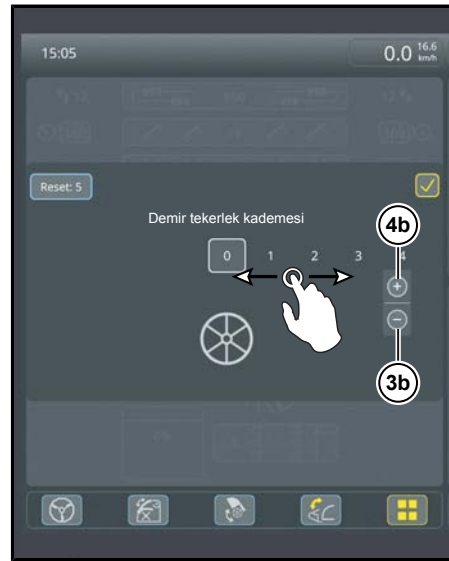 15:05
0.0 16.6 km/h
Reset: 5
Demir tekerlek kademesi
4b
0 1 2 3 4
3b